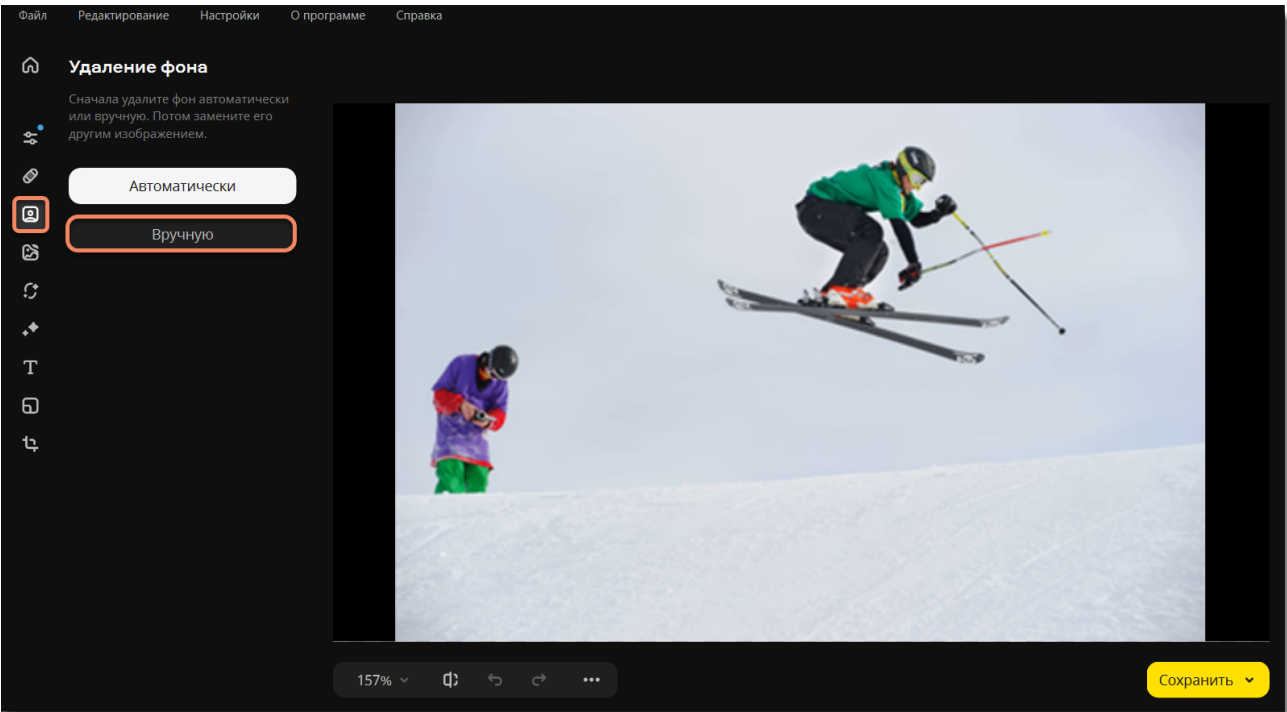 Файл Редактирование Настройки О программе Справка
Удаление фона
Сначала удалите фон автоматически
или вручную. Потом замените его
другим изображением.
Автоматически
Вручную
157%
Сохранить